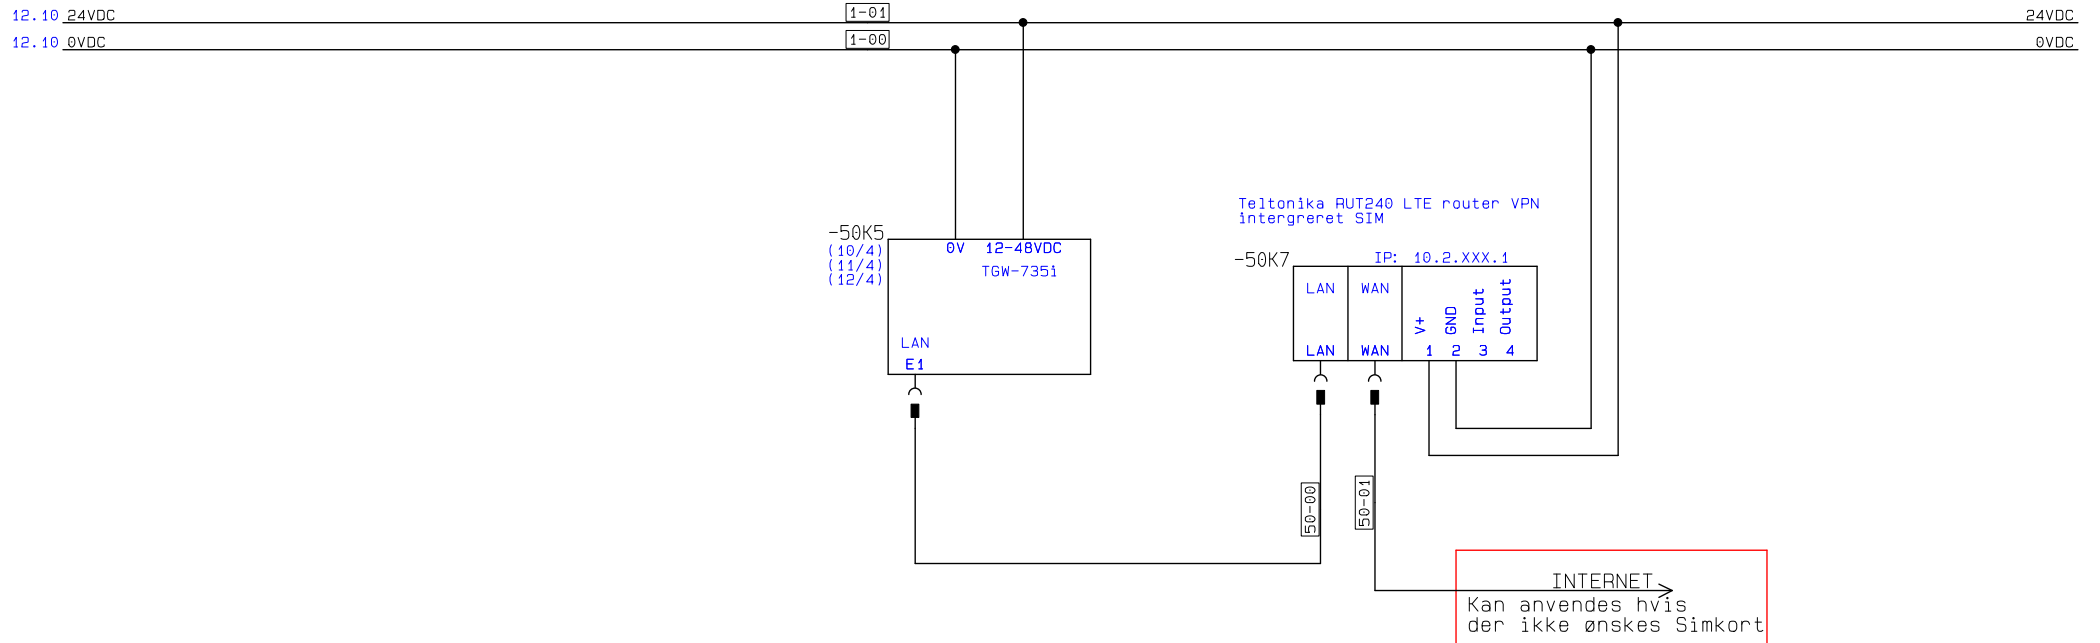 12.10 24VDC
1-01
24VDC
12.10 0VDC
1-00
0VDC
Teltonika RUT240 LTE router VPN
intergreret SIM
-50K5
(10/4)
(11/4)
(12/4)
0V 12-48VDC
TGW-735i
LAN
E1
-50K7
IP: 10.2.XXX.1
LAN WAN
V+
GND
Input
Output
LAN WAN 1 2 3 4
50-00
50-01
INTERNET
Kan anvendes hvis
der ikke ønskes Simkort